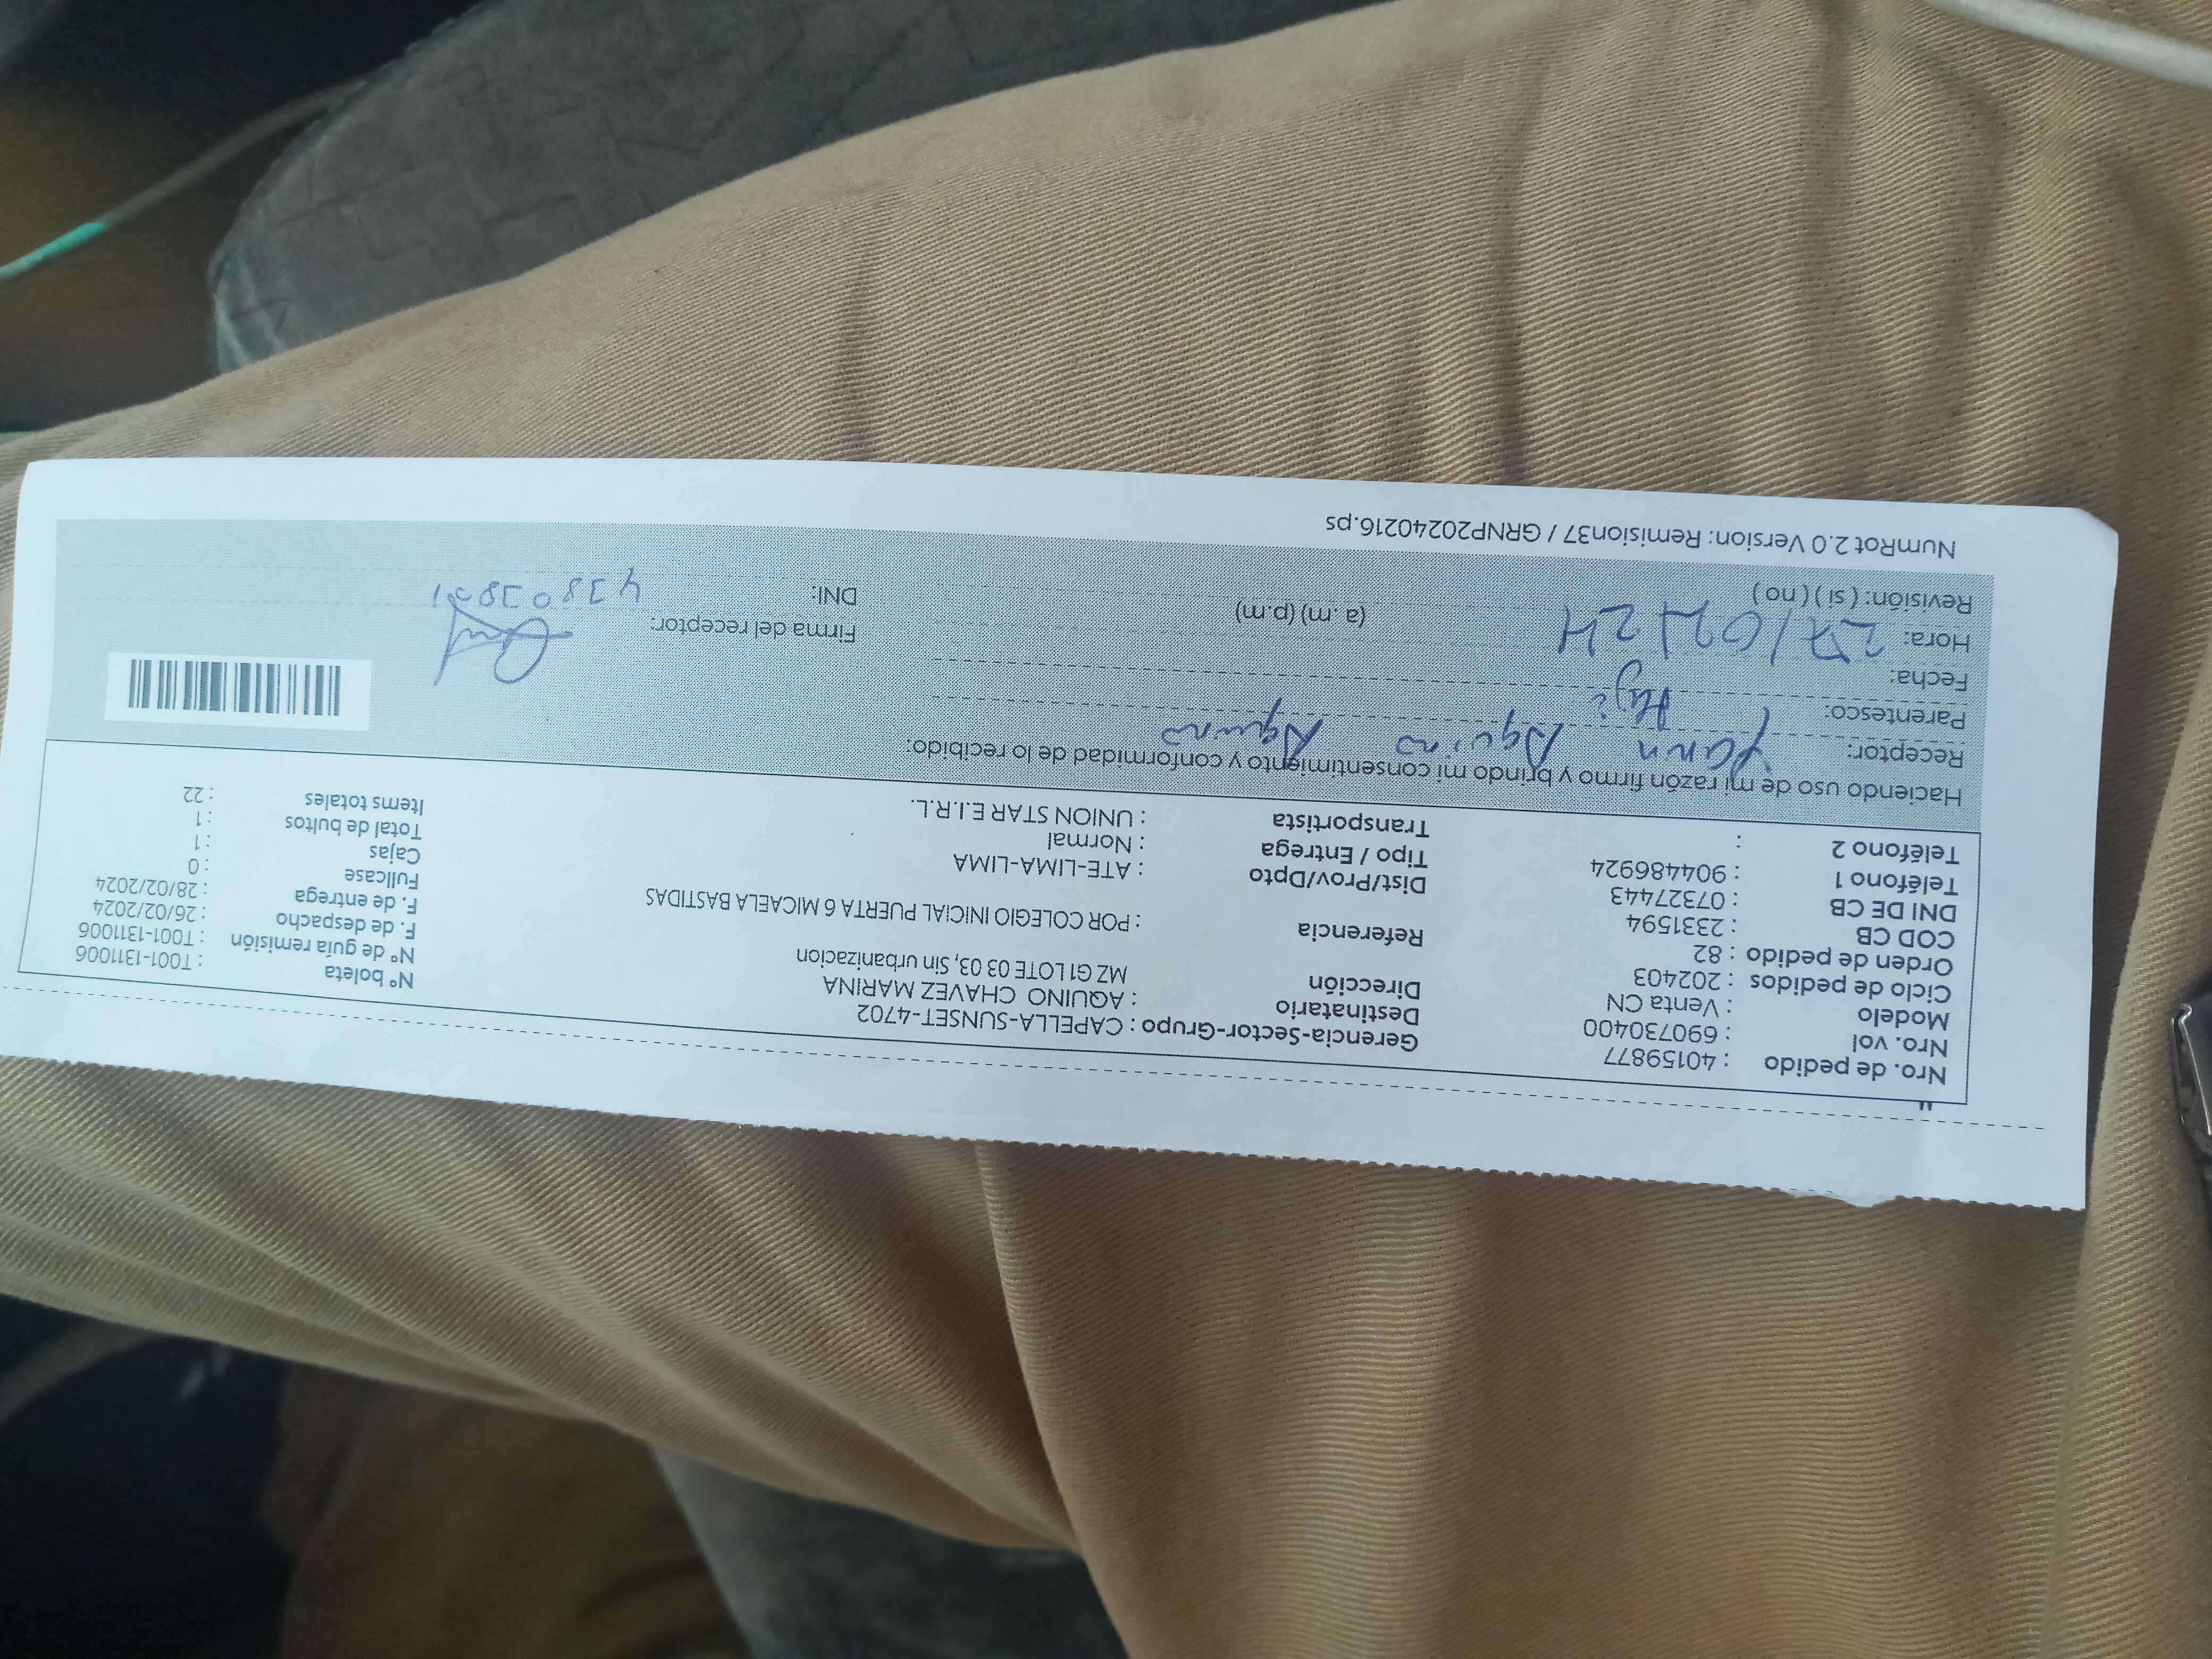 Nro. de pedido : 40159877
Nro. vol : 690730400
Modelo : Venta CN
Ciclo de pedidos : 202403
Orden de pedido : 82
COD CB : 2331594
DNI DE CB : 07327443
Teléfono 1 : 904486924
Teléfono 2 :
Gerencia-Sector-Grupo : CAPELLA-SUNSET-4702
Destinatario : AQUINO CHAVEZ MARINA
Dirección MZ G1 LOTE 03 03, Sin urbanizacion
Referencia : POR COLEGIO INICIAL PUERTA 6 MICAELA BASTIDAS
Dist/Prov/Dpto : ATE-LIMA-LIMA
Tipo / Entrega : Normal
Transportista : UNION STAR E.I.R.L.
Nº boleta : T001-1311006
Nº de guía remisión : T001-1311006
F. de despacho : 26/02/2024
F. de entrega : 28/02/2024
Fullcase : 0
Cajas : 1
Total de bultos : 1
Items totales : 22
Haciendo uso de mi razón firmo y brindo mi consentimiento y conformidad de lo recibido:
Receptor: Aquino Aquino
Parentesco:
Fecha:
Hora: 27/02/24 (a.m) (p.m)
Revisión: ( si ) ( no )
Firma del receptor:
DNI:
NumRot 2.0 Version: Remision37 / GRNP20240216.ps